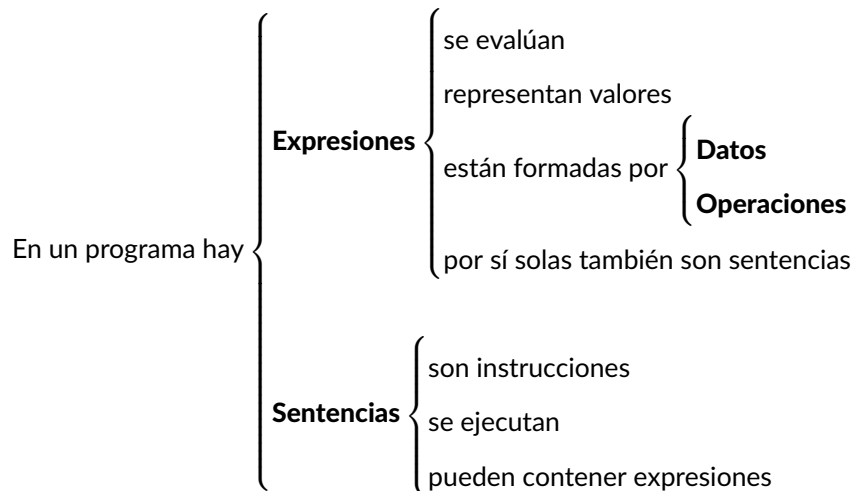 En un programa hay
Expresiones
se evalúan
representan valores
están formadas por
Datos
Operaciones
por sí solas también son sentencias
Sentencias
son instrucciones
se ejecutan
pueden contener expresiones